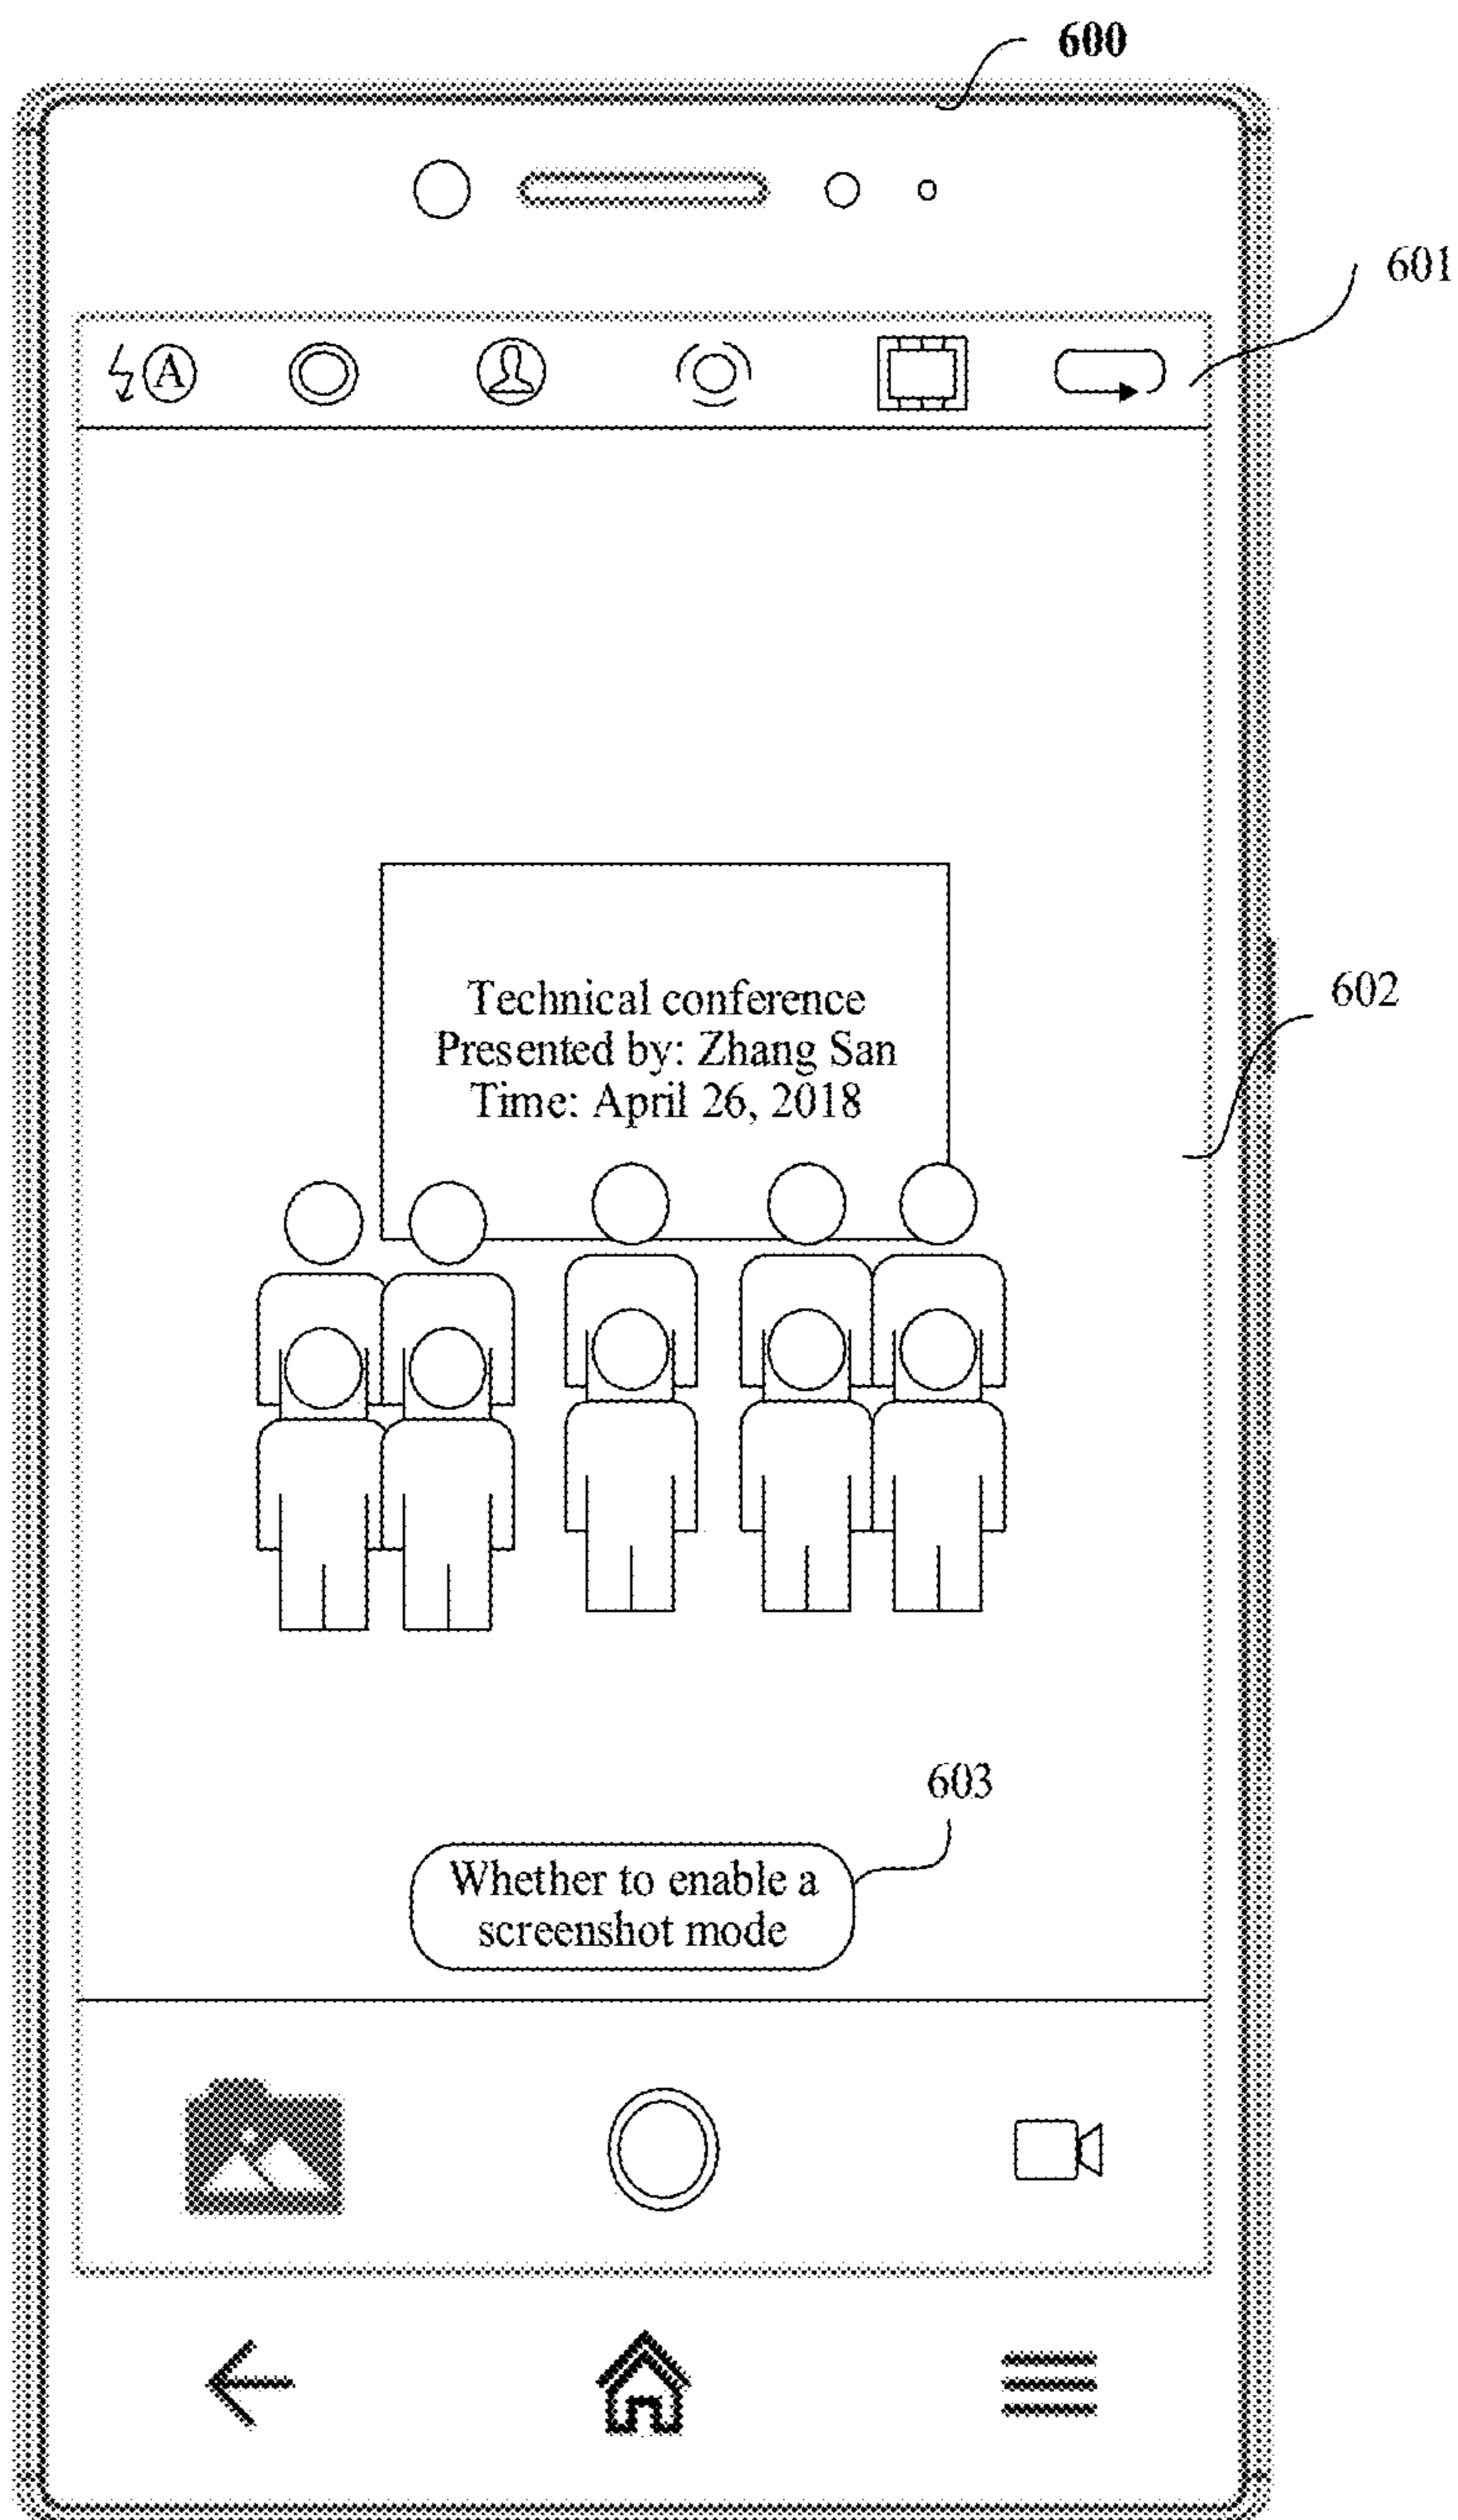 600
601
A
Technical conference
Presented by: Zhang San
Time: April 26, 2018
602
603
Whether to enable a
screenshot mode